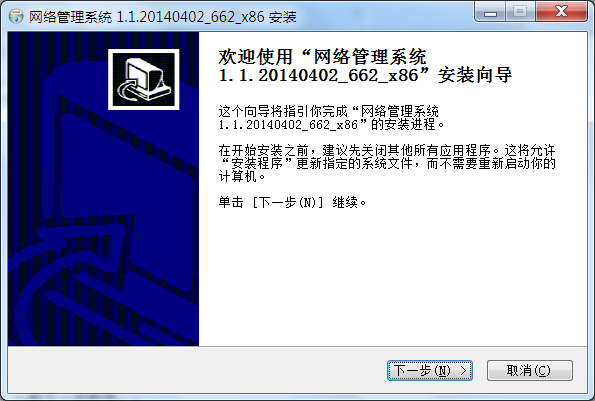 网络管理系统 1.1.20140402_662_x86 安装
欢迎使用“网络管理系统
1.1.20140402_662_x86”安装向导
这个向导将指引你完成“网络管理系统
1.1.20140402_662_x86”的安装进程。
在开始安装之前，建议先关闭其他所有应用程序。这将允许
“安装程序”更新指定的系统文件，而不需要重新启动你的
计算机。
单击 [下一步(N)] 继续。
下一步(N) >
取消(C)